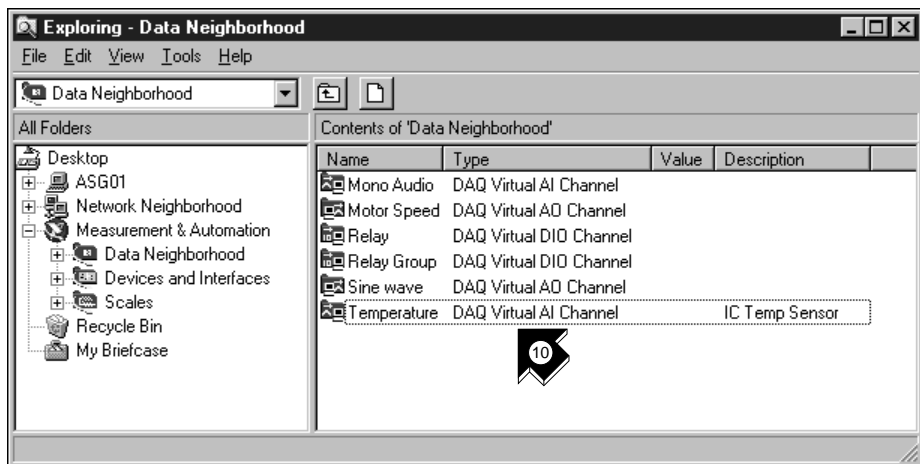 Exploring - Data Neighborhood
File Edit View Tools Help
Data Neighborhood
All Folders
Contents of 'Data Neighborhood'
Desktop
ASG01
Network Neighborhood
Measurement & Automation
Data Neighborhood
Devices and Interfaces
Scales
Recycle Bin
My Briefcase
Name Type Value Description
Mono Audio DAQ Virtual AI Channel
Motor Speed DAQ Virtual AO Channel
Relay DAQ Virtual DIO Channel
Relay Group DAQ Virtual DIO Channel
Sine wave DAQ Virtual AO Channel
Temperature DAQ Virtual AI Channel IC Temp Sensor
10